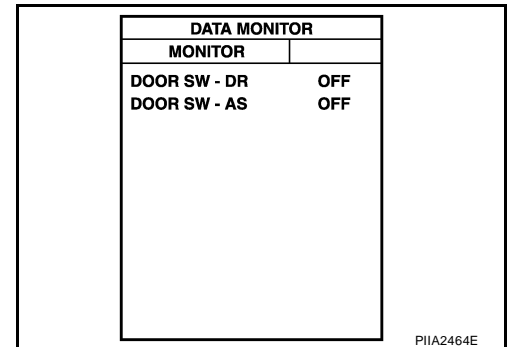 DATA MONITOR
MONITOR
DOOR SW - DR OFF
DOOR SW - AS OFF
PIIA2464E